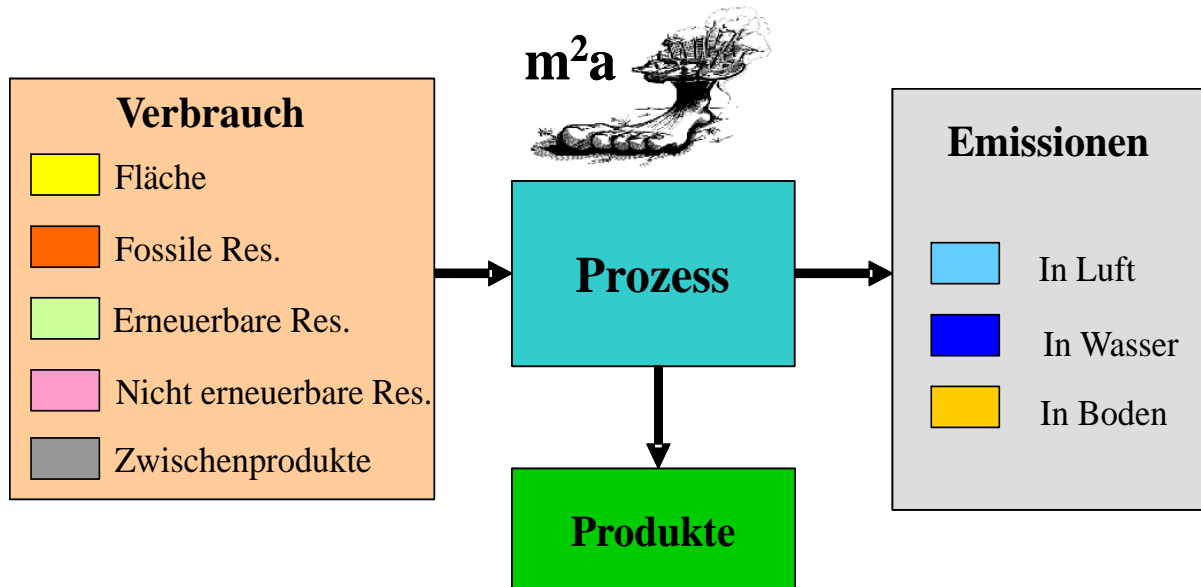 m²a
Verbrauch
Fläche
Fossile Res.
Erneuerbare Res.
Nicht erneuerbare Res.
Zwischenprodukte
Prozess
Produkte
Emissionen
In Luft
In Wasser
In Boden